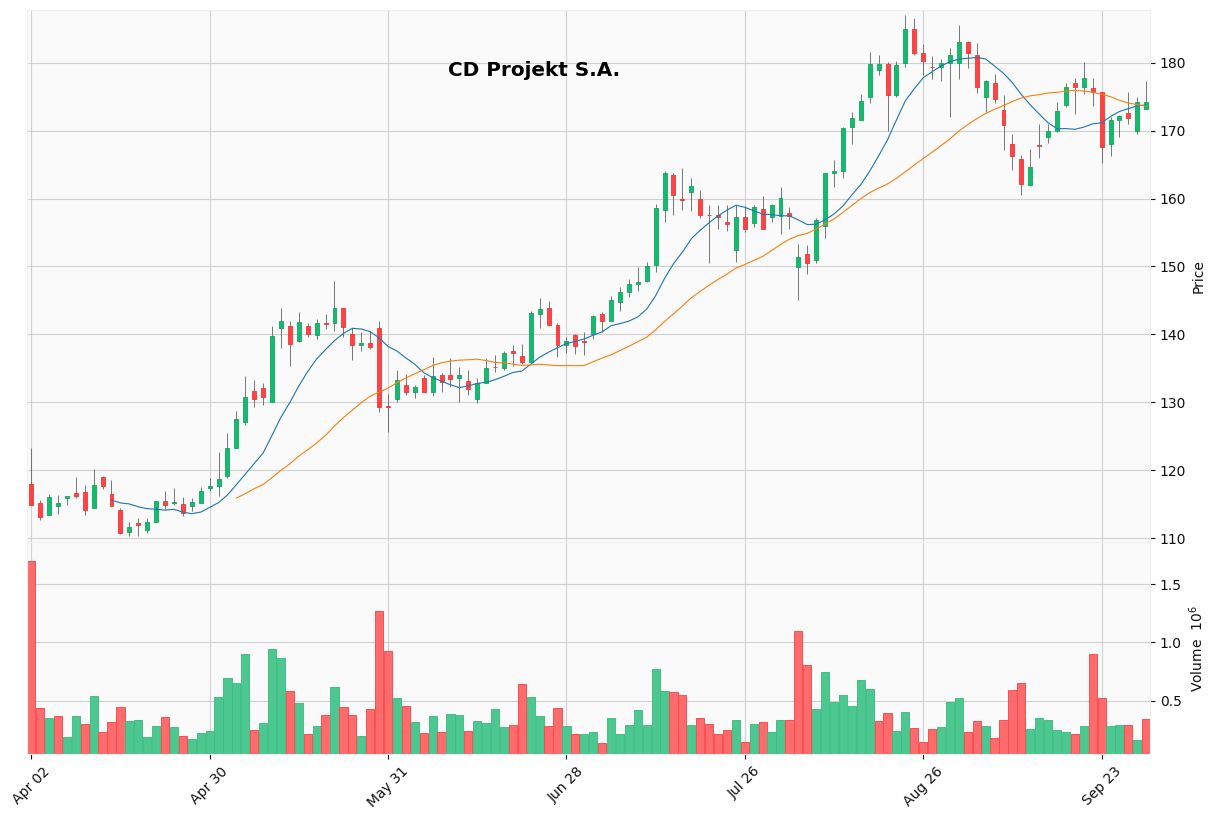 CD Projekt S.A.
180
170
160
150
140
130
120
110
Price
1.5
1.0
0.5
Volume 10⁶
Apr 02
Apr 30
May 31
Jun 28
Jul 26
Aug 26
Sep 23